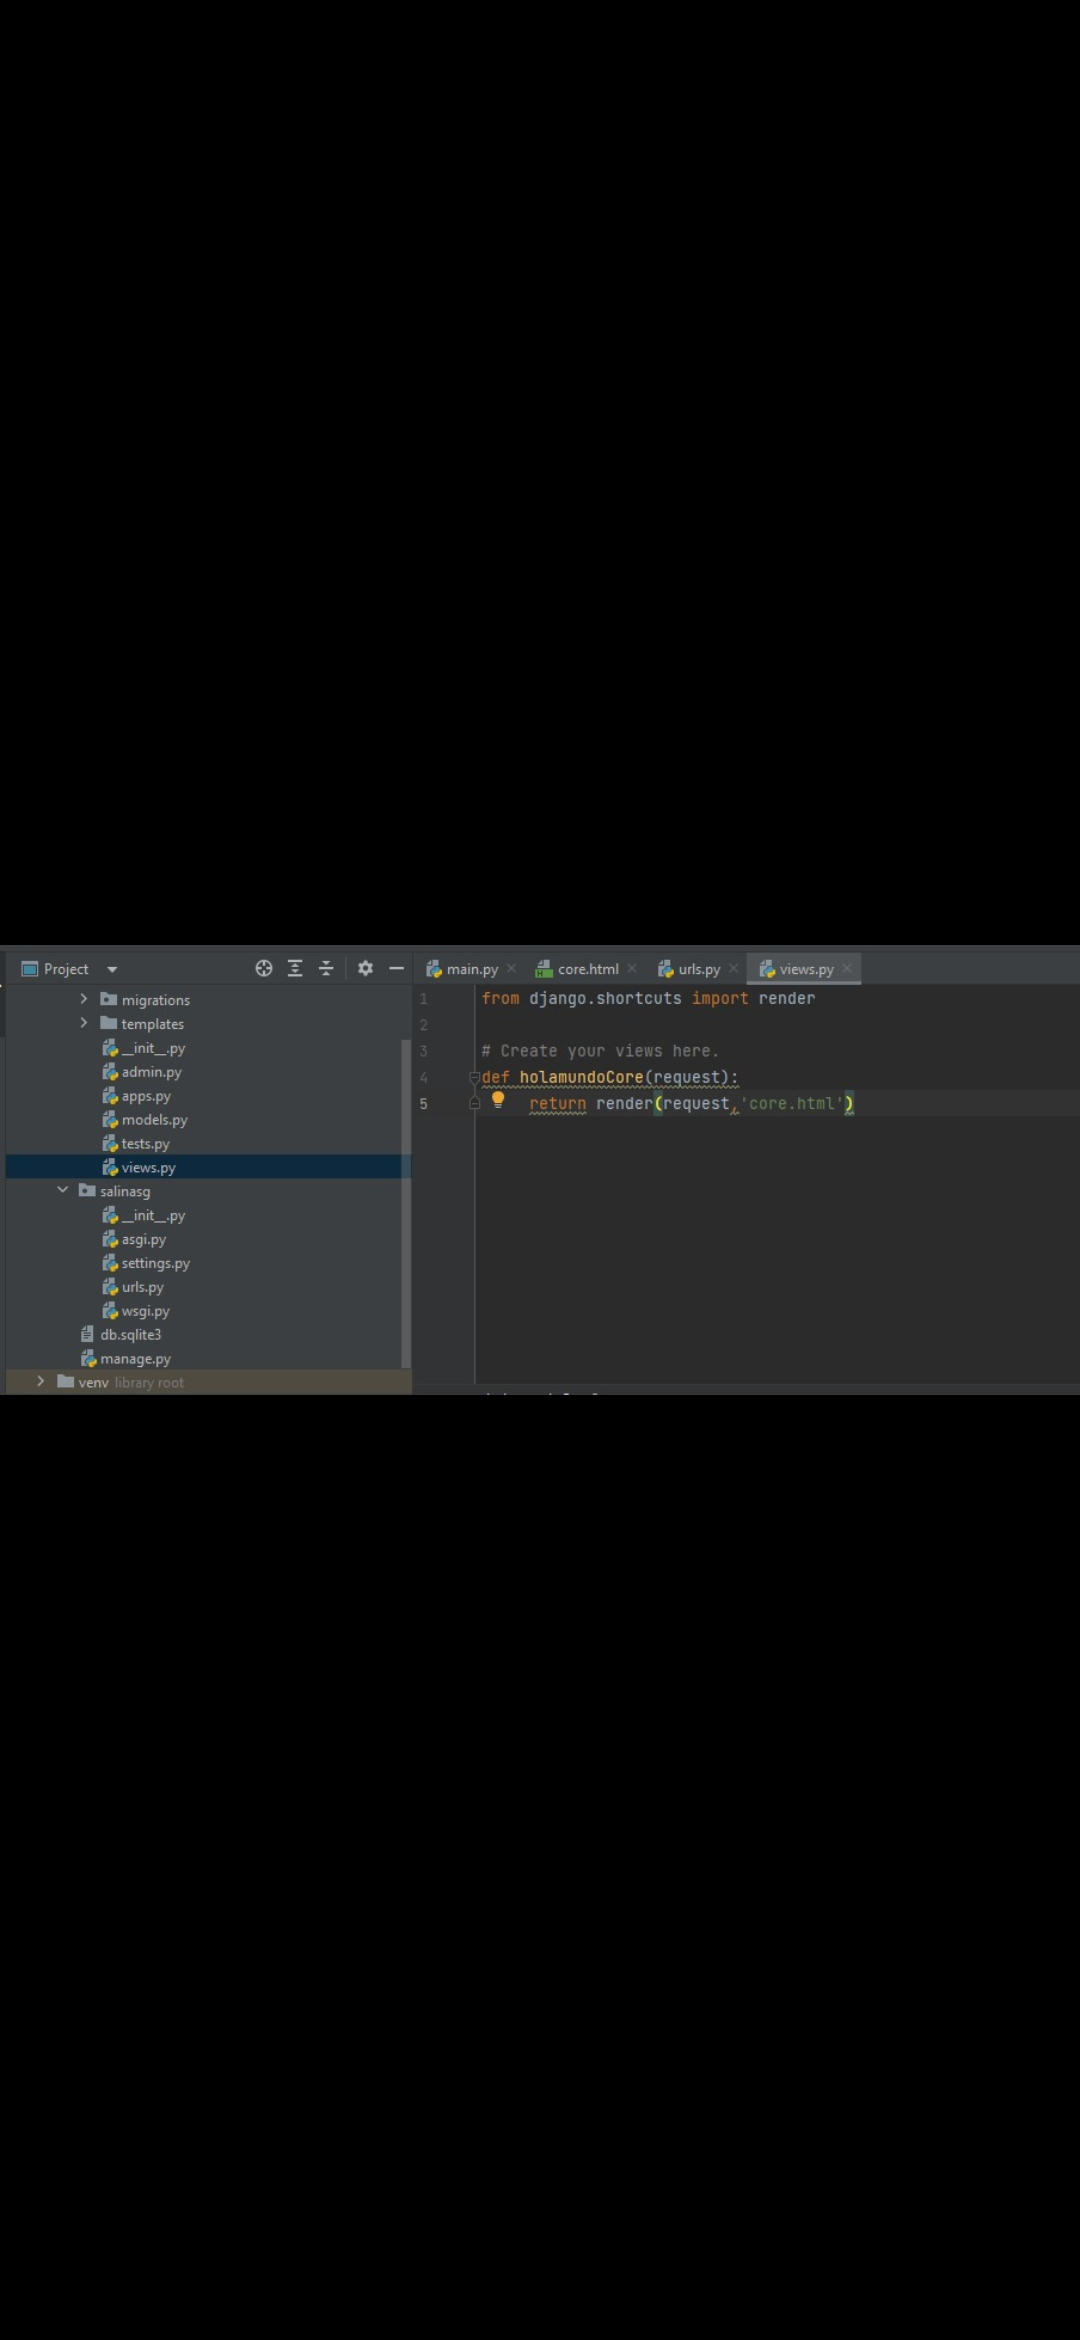 Project
main.py
core.html
urls.py
views.py
migrations
templates
__init__.py
admin.py
apps.py
models.py
tests.py
views.py
salinasg
__init__.py
asgi.py
settings.py
urls.py
wsgi.py
db.sqlite3
manage.py
venv library root
1 from django.shortcuts import render
2
3 # Create your views here.
4 def holamundoCore(request):
5 return render(request,'core.html')